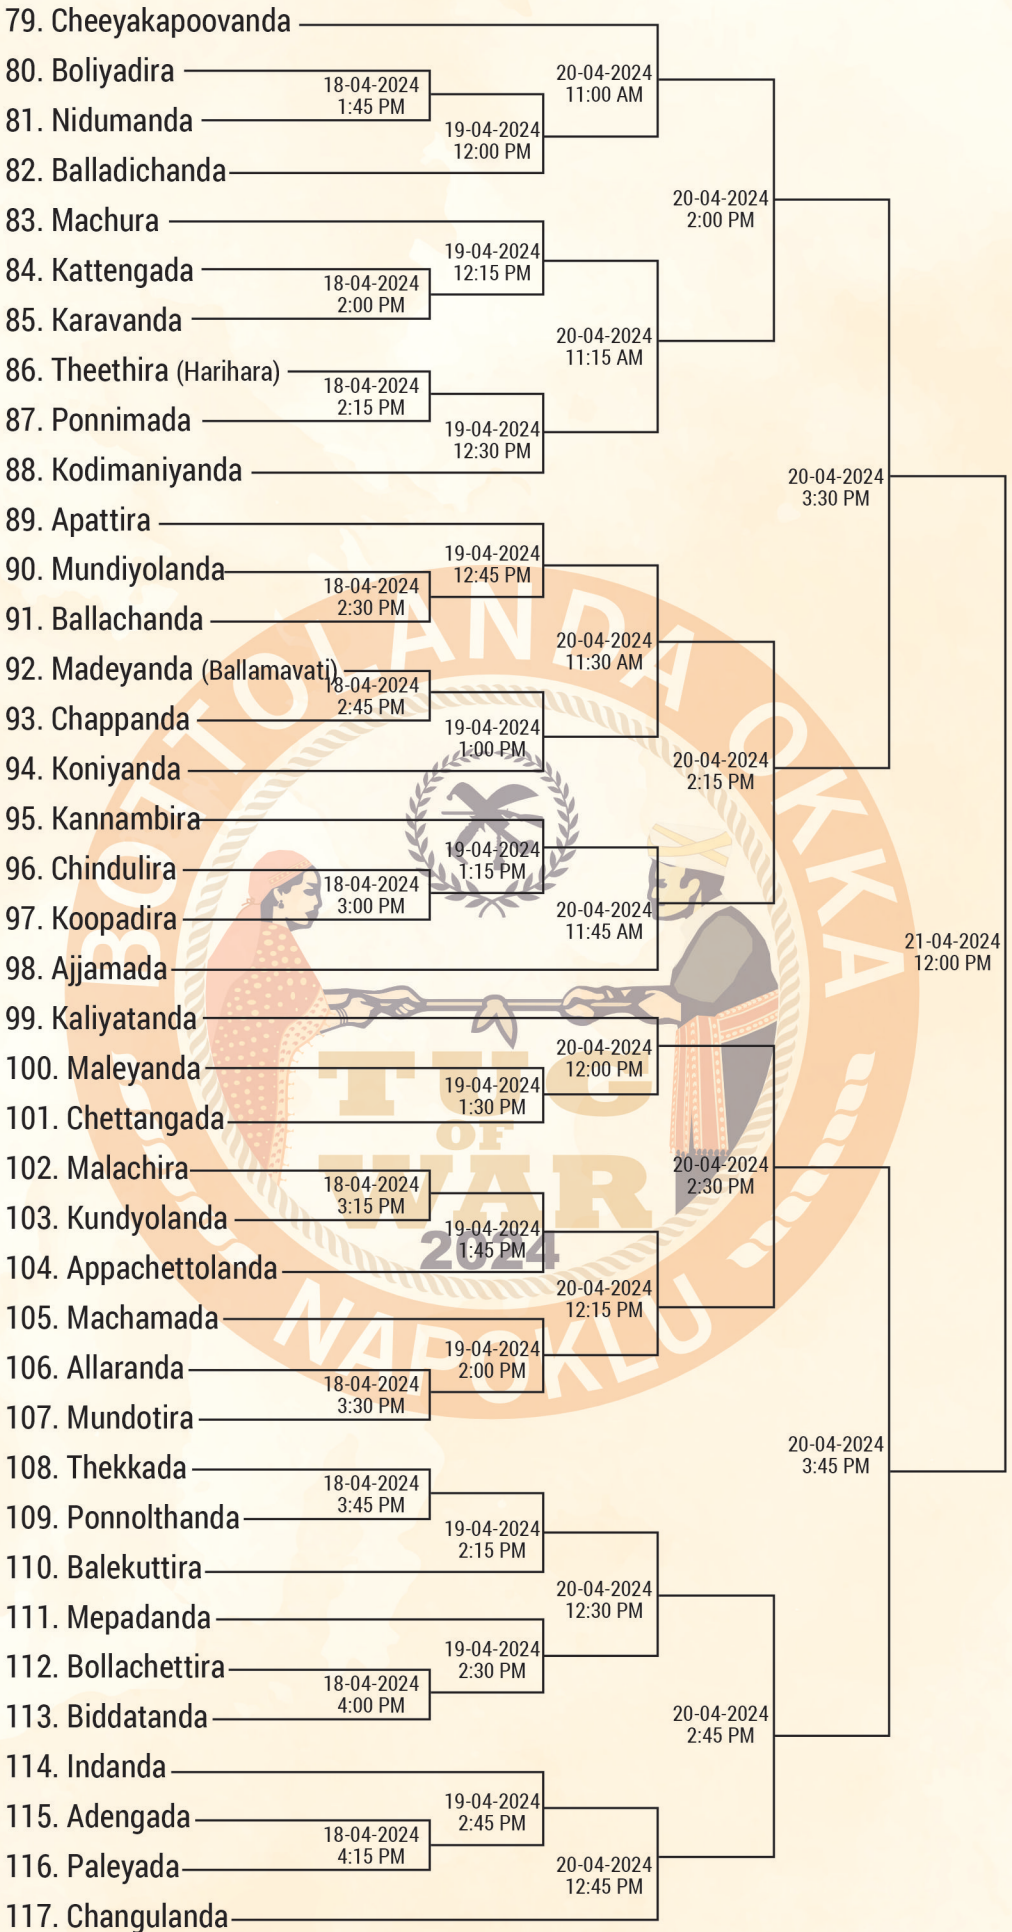 79. Cheeyakapoovanda
80. Boliyadira
18-04-2024
1:45 PM
81. Nidumanda
82. Balladichanda
19-04-2024
12:00 PM
20-04-2024
11:00 AM
83. Machura
84. Kattengada
18-04-2024
2:00 PM
85. Karavanda
19-04-2024
12:15 PM
86. Theethira (Harihara)
18-04-2024
2:15 PM
87. Ponnimada
88. Kodimaniyanda
19-04-2024
12:30 PM
20-04-2024
11:15 AM
20-04-2024
2:00 PM
89. Apattira
90. Mundiyolanda
18-04-2024
2:30 PM
91. Ballachanda
19-04-2024
12:45 PM
92. Madeyanda (Ballamavati)
18-04-2024
2:45 PM
93. Chappanda
94. Koniyanda
19-04-2024
1:00 PM
20-04-2024
11:30 AM
95. Kannambira
96. Chindulira
18-04-2024
3:00 PM
97. Koopadira
19-04-2024
1:15 PM
98. Ajjamada
20-04-2024
11:45 AM
20-04-2024
2:15 PM
20-04-2024
3:30 PM
99. Kaliyatanda
100. Maleyanda
101. Chettangada
19-04-2024
1:30 PM
20-04-2024
12:00 PM
102. Malachira
18-04-2024
3:15 PM
103. Kundyolanda
104. Appachettolanda
19-04-2024
1:45 PM
105. Machamada
106. Allaranda
18-04-2024
3:30 PM
107. Mundotira
19-04-2024
2:00 PM
20-04-2024
12:15 PM
20-04-2024
2:30 PM
108. Thekkada
18-04-2024
3:45 PM
109. Ponnolthanda
110. Balekuttira
19-04-2024
2:15 PM
111. Mepadanda
112. Bollachettira
18-04-2024
4:00 PM
113. Biddatanda
19-04-2024
2:30 PM
20-04-2024
12:30 PM
114. Indanda
115. Adengada
18-04-2024
4:15 PM
116. Paleyada
19-04-2024
2:45 PM
117. Changulanda
20-04-2024
12:45 PM
20-04-2024
2:45 PM
20-04-2024
3:45 PM
21-04-2024
12:00 PM
BOTTOLANDA OKKA
TUG
OF
WAR
2024
NAPOKLU